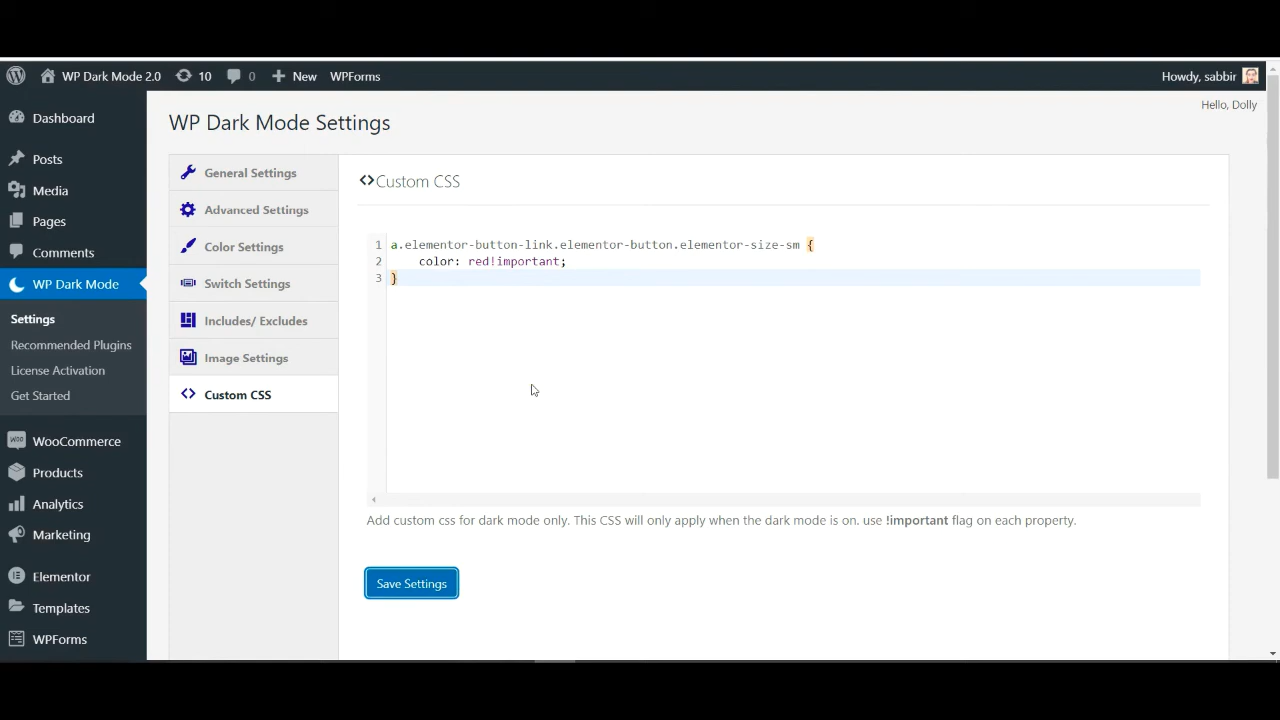 WP Dark Mode 2.0 10 0 New WPForms Howdy, sabbir
Hello, Dolly
Dashboard
Posts
Media
Pages
Comments
WP Dark Mode
Settings
Recommended Plugins
License Activation
Get Started
WooCommerce
Products
Analytics
Marketing
Elementor
Templates
WPForms
WP Dark Mode Settings
General Settings
Advanced Settings
Color Settings
Switch Settings
Includes/ Excludes
Image Settings
Custom CSS
Custom CSS
1 a.elementor-button-link.elementor-button.elementor-size-sm {
2 color: red!important;
3 }
Add custom css for dark mode only. This CSS will only apply when the dark mode is on. use !important flag on each property.
Save Settings